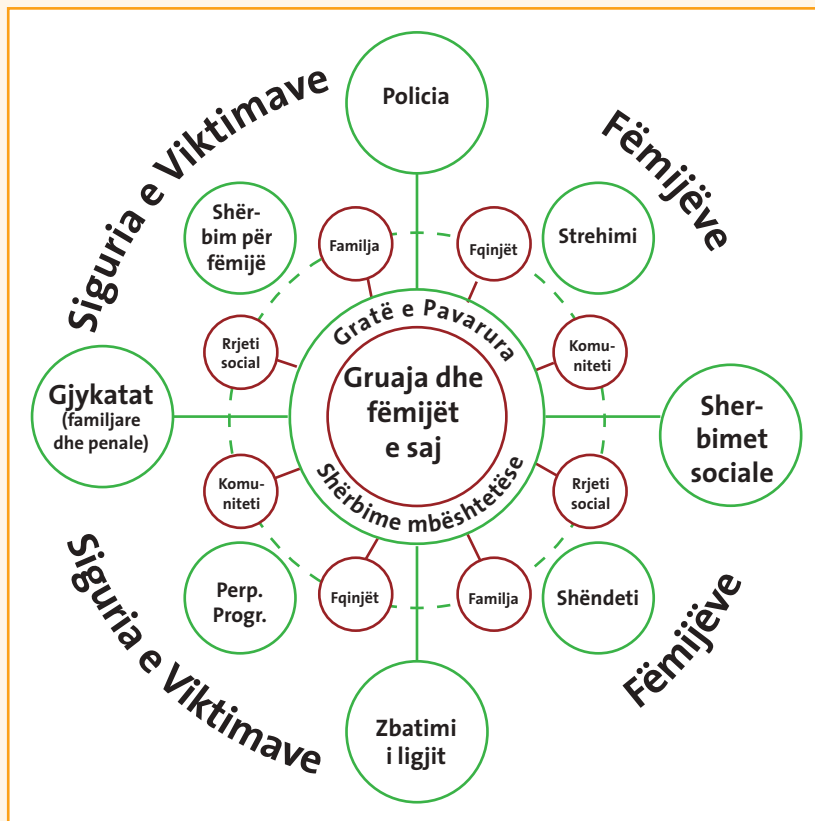 Policia
Siguria e Viktimave
Fëmijëve
Shër-
bim për
fëmijë
Familja
Fqinjët
Strehimi
Rrjeti
social
Gratë e Pavarura
Komu-
niteti
Gjykatat
(familjare
dhe penale)
Gruaja dhe
fëmijët
e saj
Sher-
bimet
sociale
Komu-
niteti
Shërbime mbështetëse
Rrjeti
social
Perp.
Progr.
Fqinjët
Familja
Shëndeti
Siguria e Viktimave
Fëmijëve
Zbatimi
i ligjit